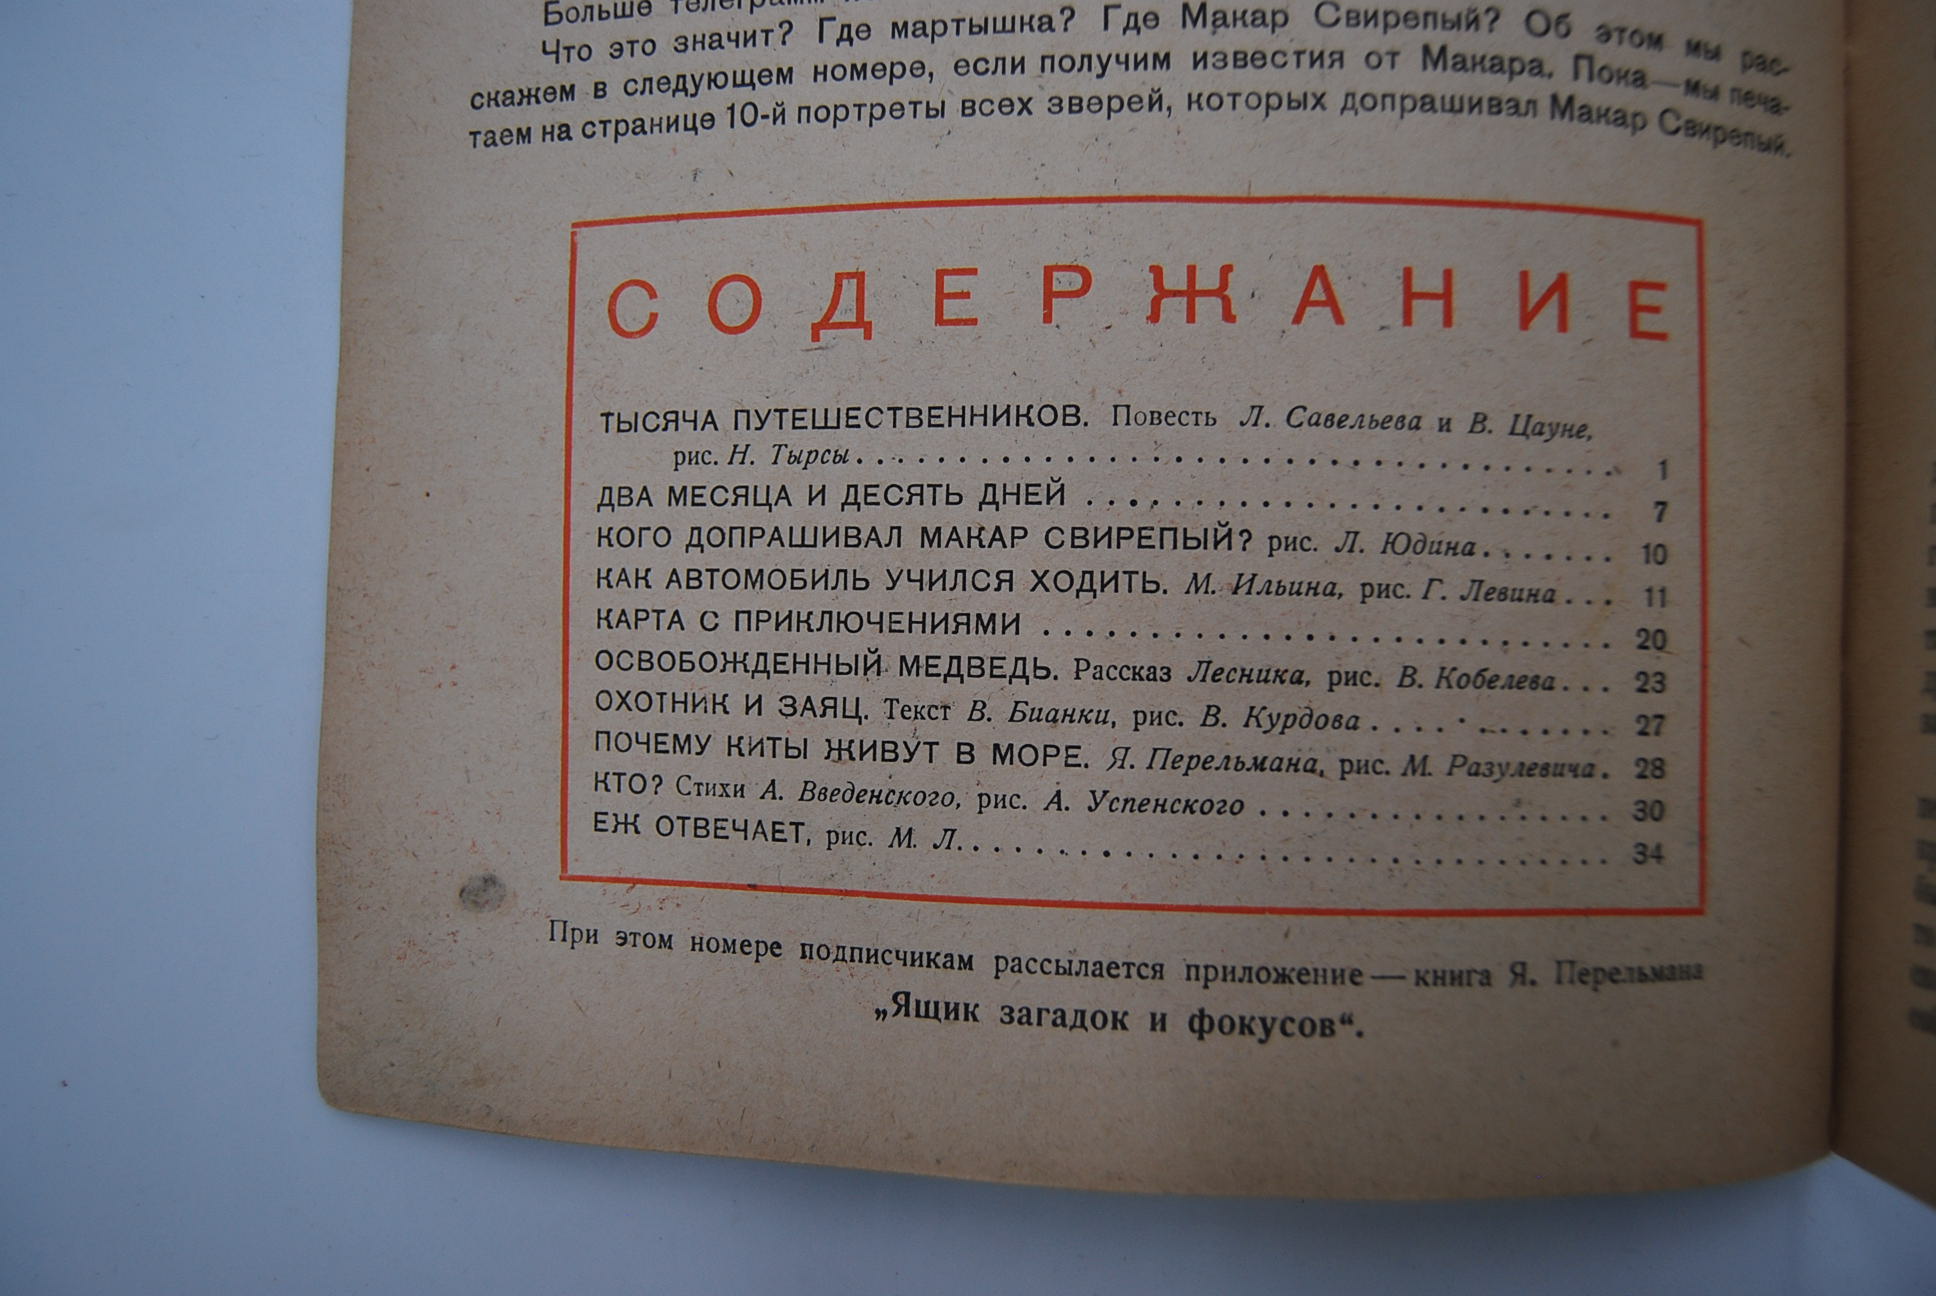 Больше телеграмм
Что это значит? Где мартышка? Где Макар Свирепый? Об этом мы рас-
скажем в следующем номере, если получим известия от Макара. Пока—мы печа-
таем на странице 10-й портреты всех зверей, которых допрашивал Макар Свирепый.
СОДЕРЖАНИЕ
ТЫСЯЧА ПУТЕШЕСТВЕННИКОВ. Повесть Л. Савельева и В. Цауне,
рис. Н. Тырсы . . . . . . . . . . . . . . . . . . . . . . . . . . . . . . 1
ДВА МЕСЯЦА И ДЕСЯТЬ ДНЕЙ . . . . . . . . . . . . . . . . . . . . 7
КОГО ДОПРАШИВАЛ МАКАР СВИРЕПЫЙ? рис. Л. Юдина . . . . . . . 10
КАК АВТОМОБИЛЬ УЧИЛСЯ ХОДИТЬ. М. Ильина, рис. Г. Левина . . . 11
КАРТА С ПРИКЛЮЧЕНИЯМИ . . . . . . . . . . . . . . . . . . . . . . 20
ОСВОБОЖДЕННЫЙ МЕДВЕДЬ. Рассказ Лесника, рис. В. Кобелева . . . 23
ОХОТНИК И ЗАЯЦ. Текст В. Бианки, рис. В. Курдова . . . . . . . . . . . 27
ПОЧЕМУ КИТЫ ЖИВУТ В МОРЕ. Я. Перельмана, рис. М. Разулевича . 28
КТО? Стихи А. Введенского, рис. А. Успенского . . . . . . . . . . . . . . . 30
ЕЖ ОТВЕЧАЕТ, рис. М. Л. . . . . . . . . . . . . . . . . . . . . . . . . . . 34
При этом номере подписчикам рассылается приложение — книга Я. Перельмана
„Ящик загадок и фокусов“.